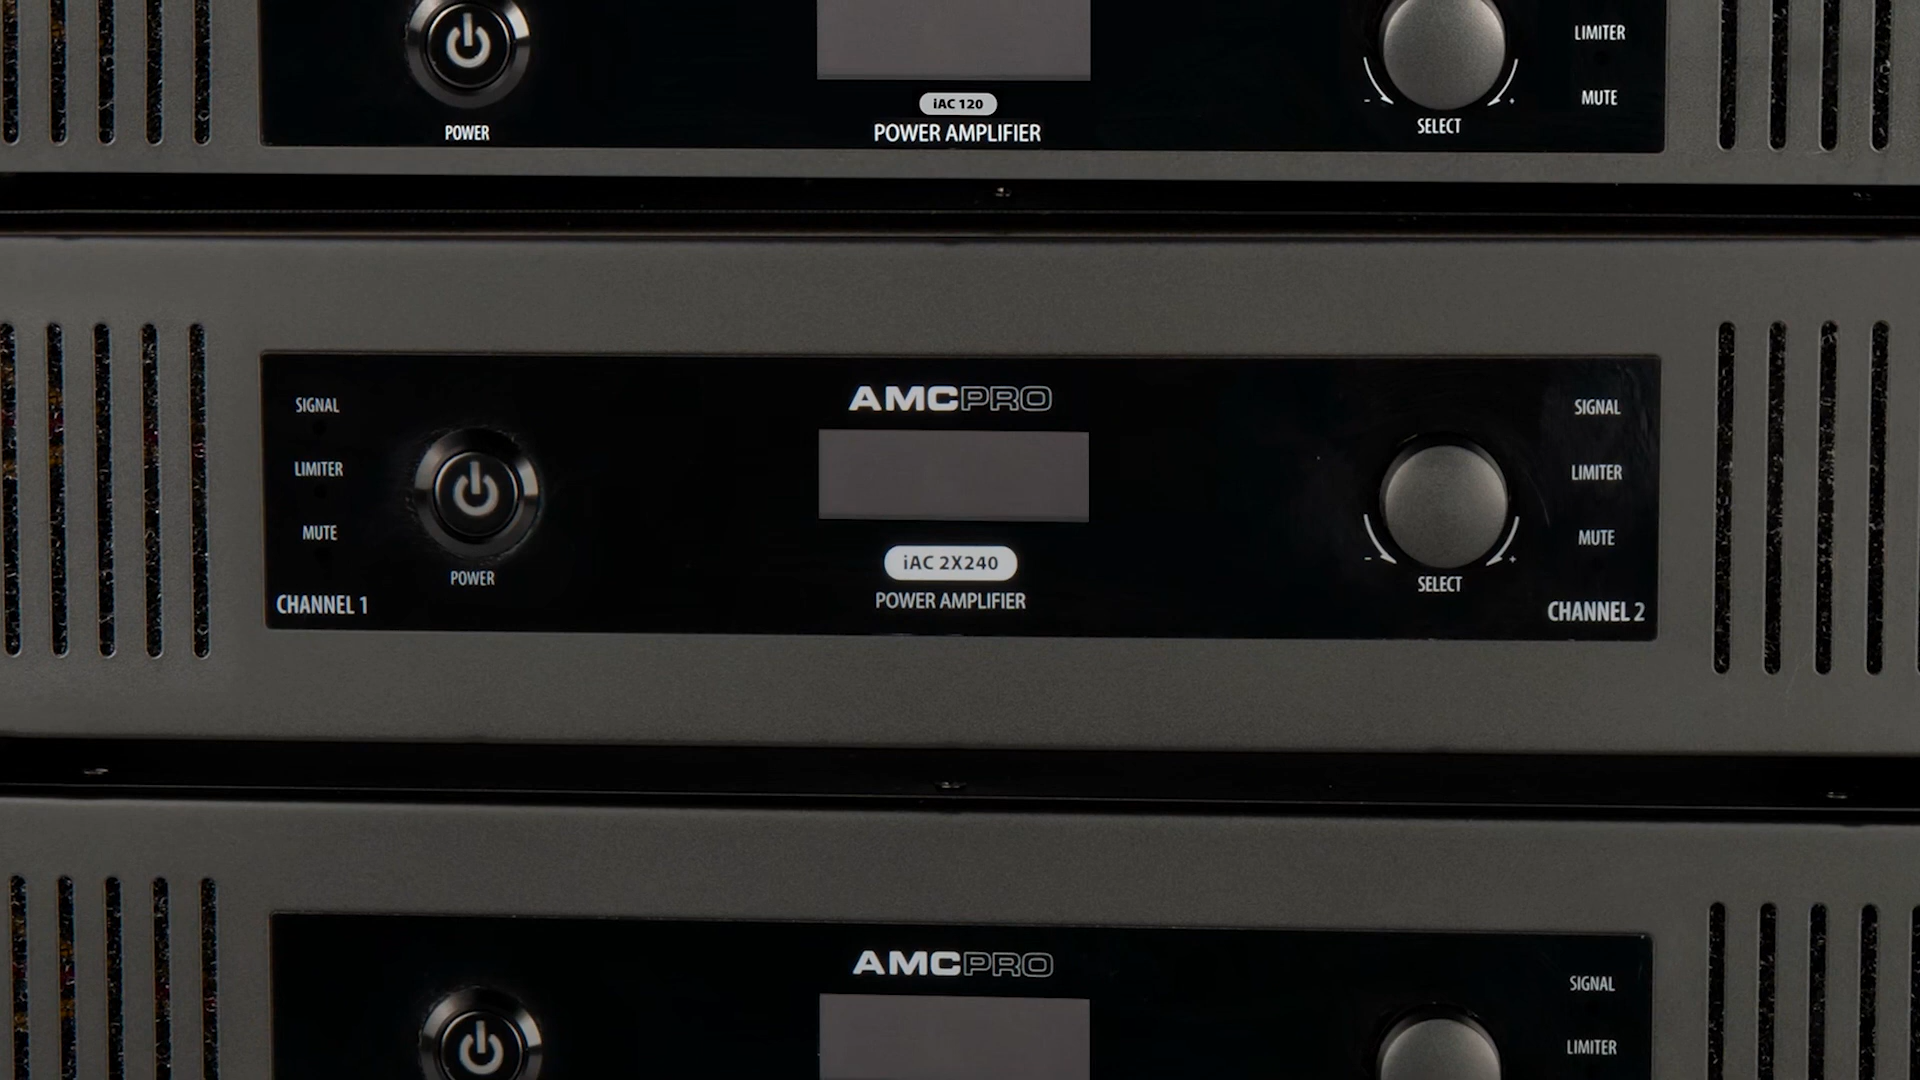 LIMITER
MUTE
iAC 120
POWER AMPLIFIER
POWER
- +
SELECT
AMCPRO
SIGNAL
LIMITER
MUTE
CHANNEL 1
POWER
iAC 2X240
POWER AMPLIFIER
- +
SELECT
SIGNAL
LIMITER
MUTE
CHANNEL 2
AMCPRO
SIGNAL
LIMITER